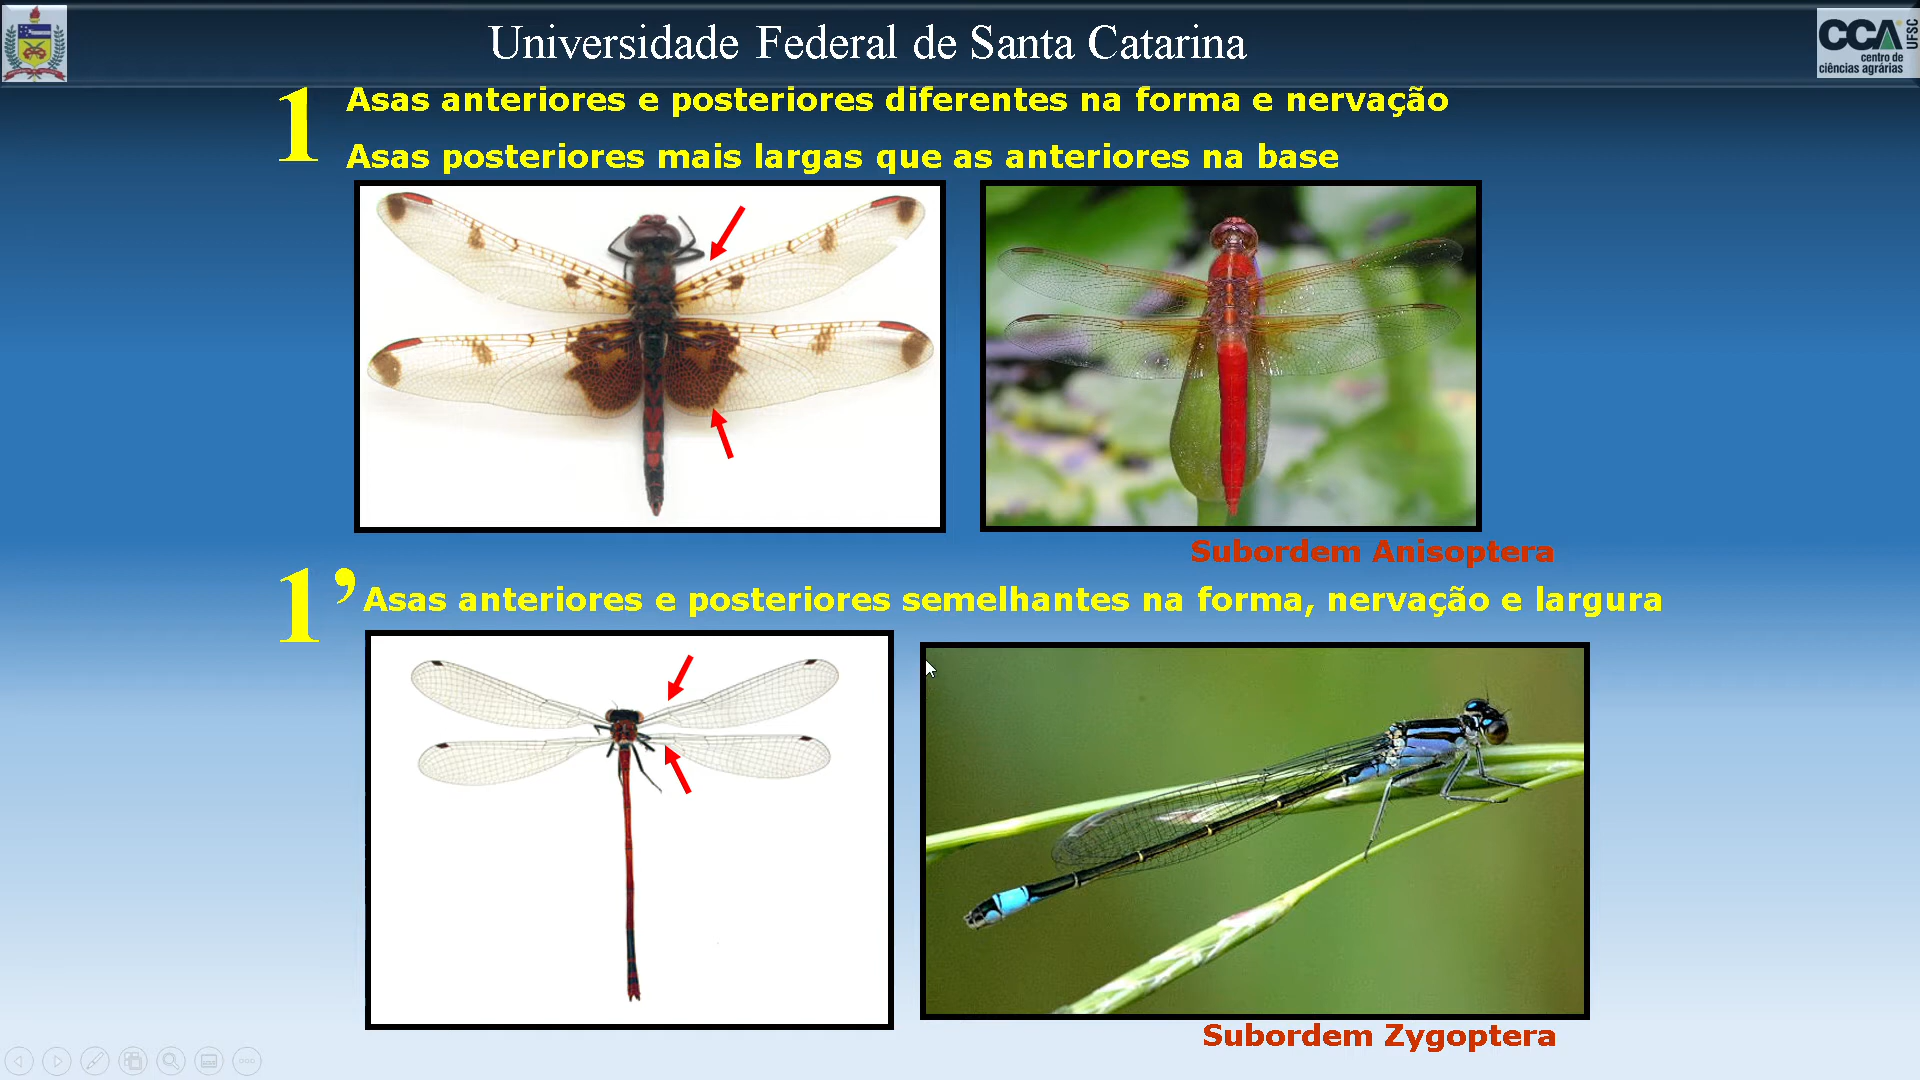 Universidade Federal de Santa Catarina
CCA UFSC
centro de
ciências agrárias
1 Asas anteriores e posteriores diferentes na forma e nervação
Asas posteriores mais largas que as anteriores na base
Subordem Anisoptera
1’ Asas anteriores e posteriores semelhantes na forma, nervação e largura
Subordem Zygoptera